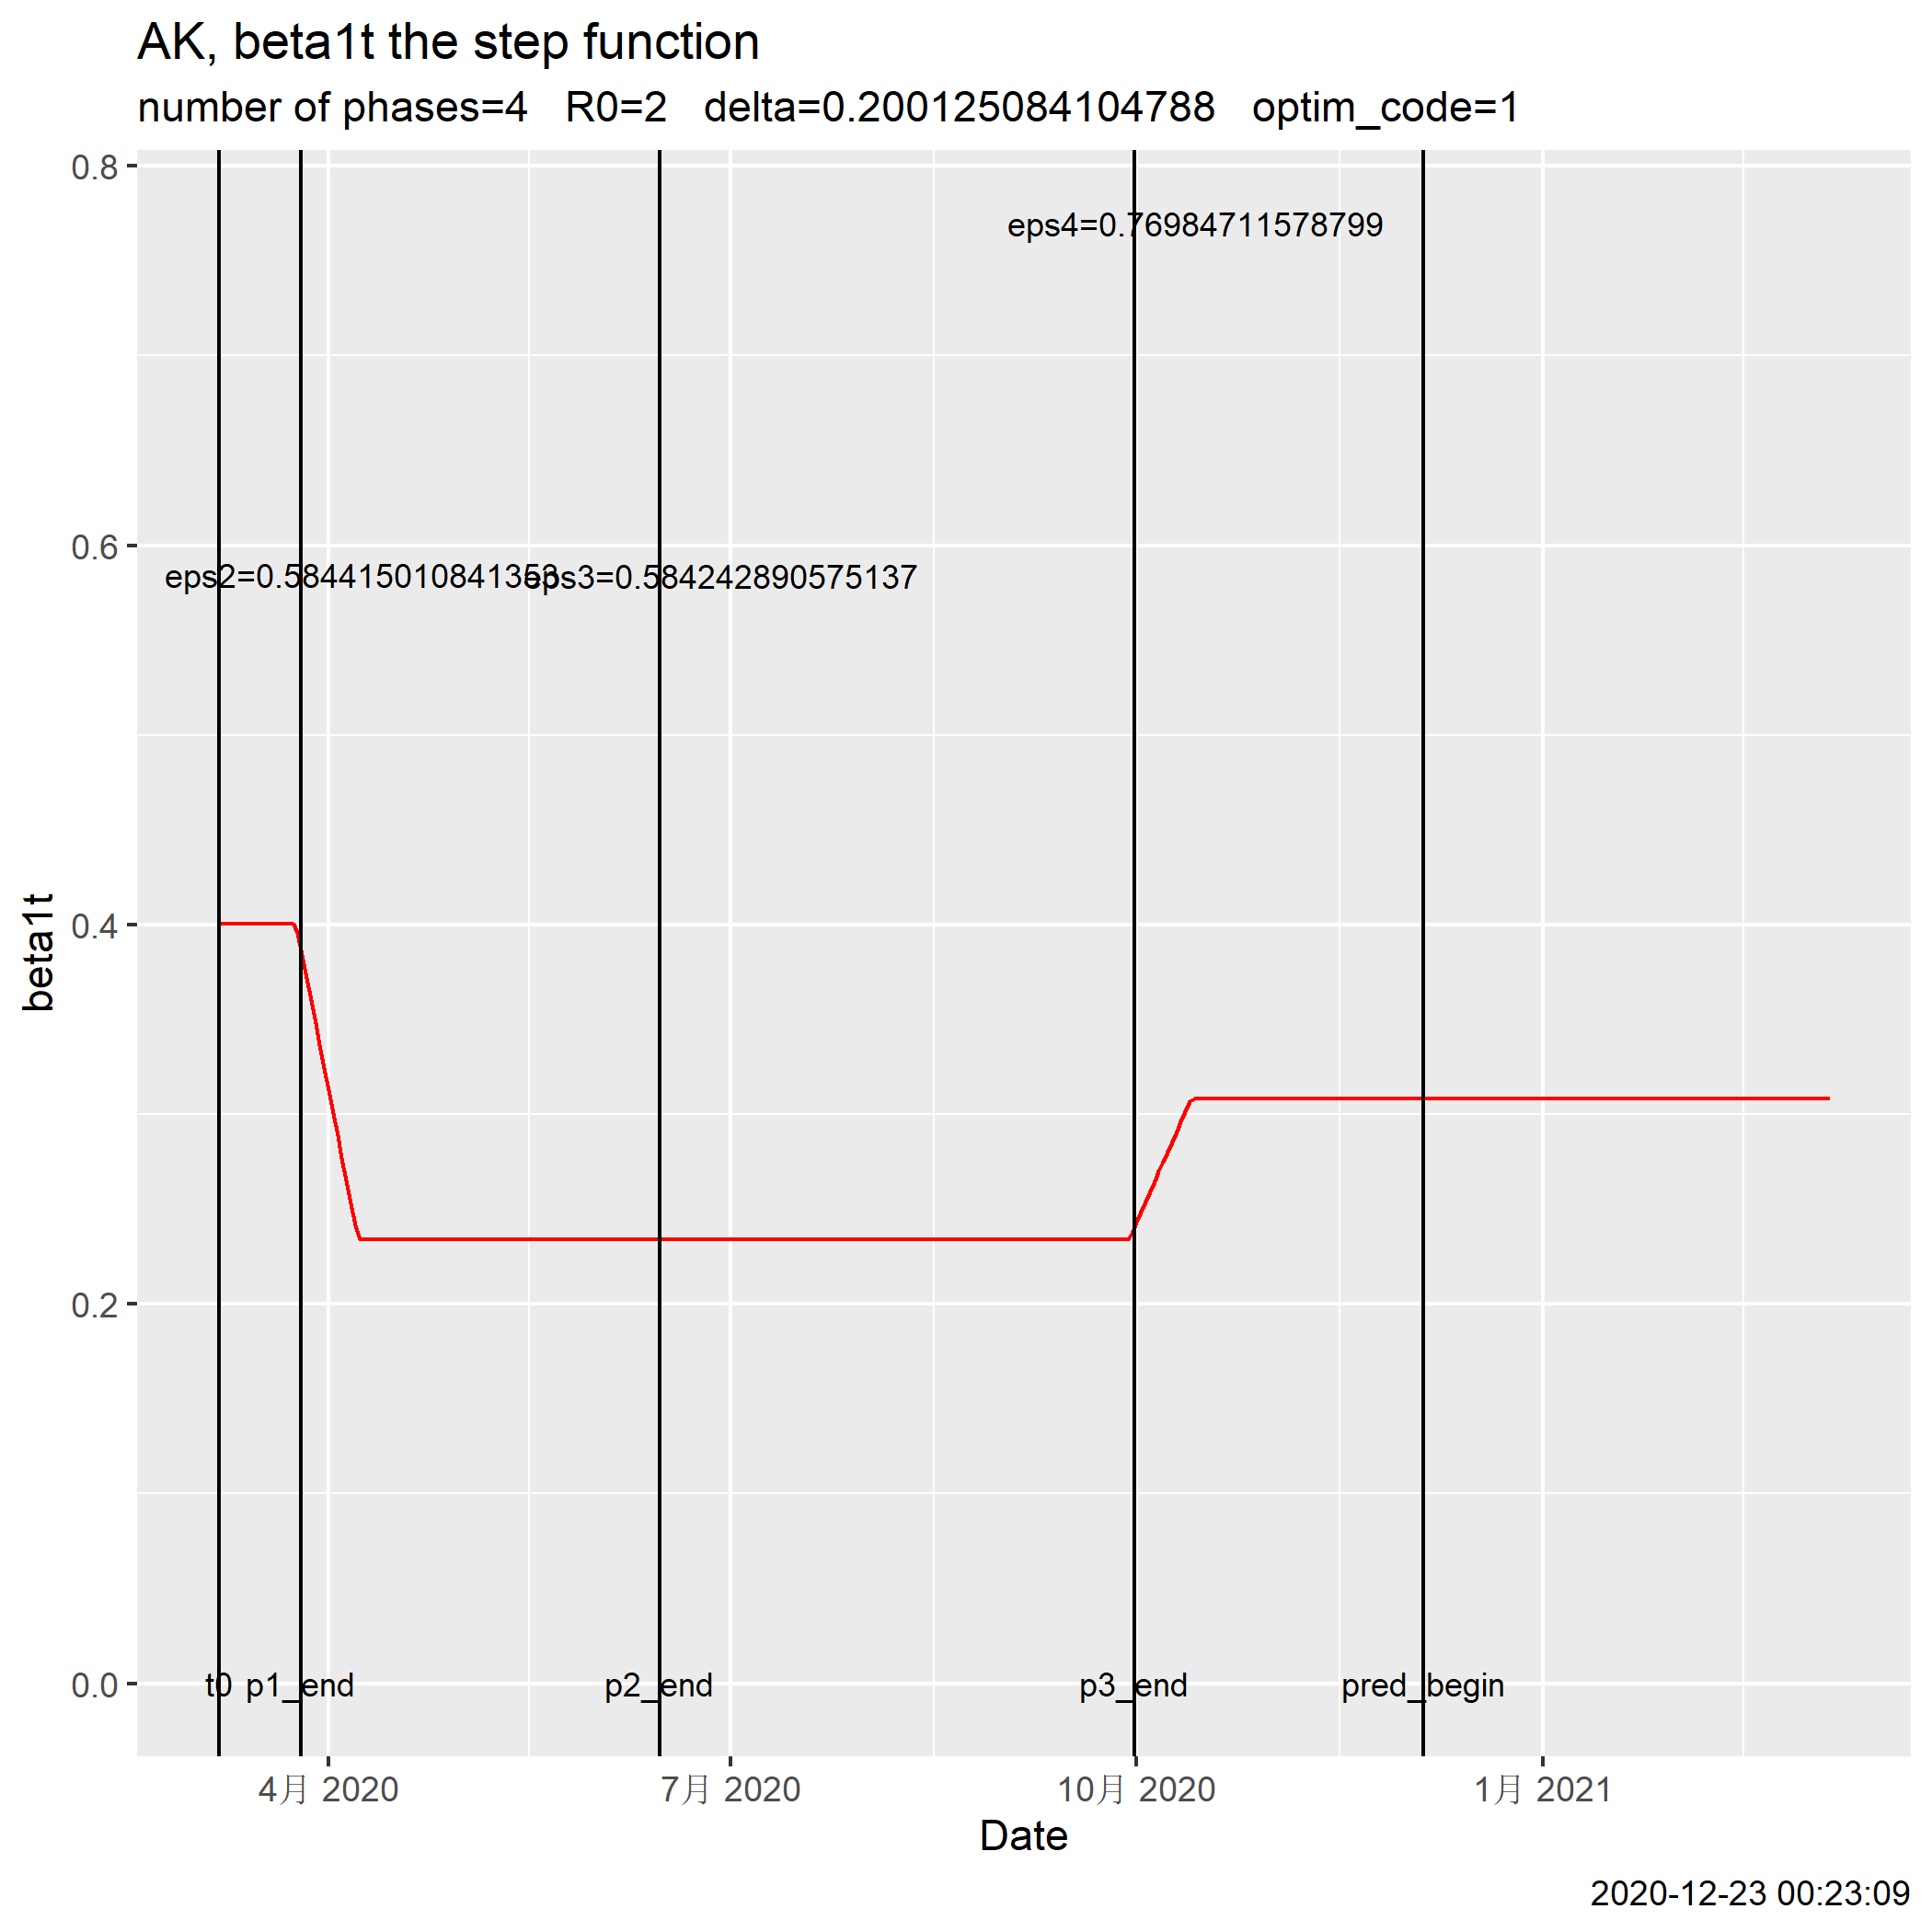 AK, beta1t the step function
number of phases=4   R0=2   delta=0.200125084104788   optim_code=1
0.8
eps4=0.76984711578799
0.6
eps2=0.584415010841353
eps3=0.584242890575137
0.4
beta1t
0.2
0.0
t0 p1_end p2_end p3_end pred_begin
4月 2020 7月 2020 10月 2020 1月 2021
Date
2020-12-23 00:23:09